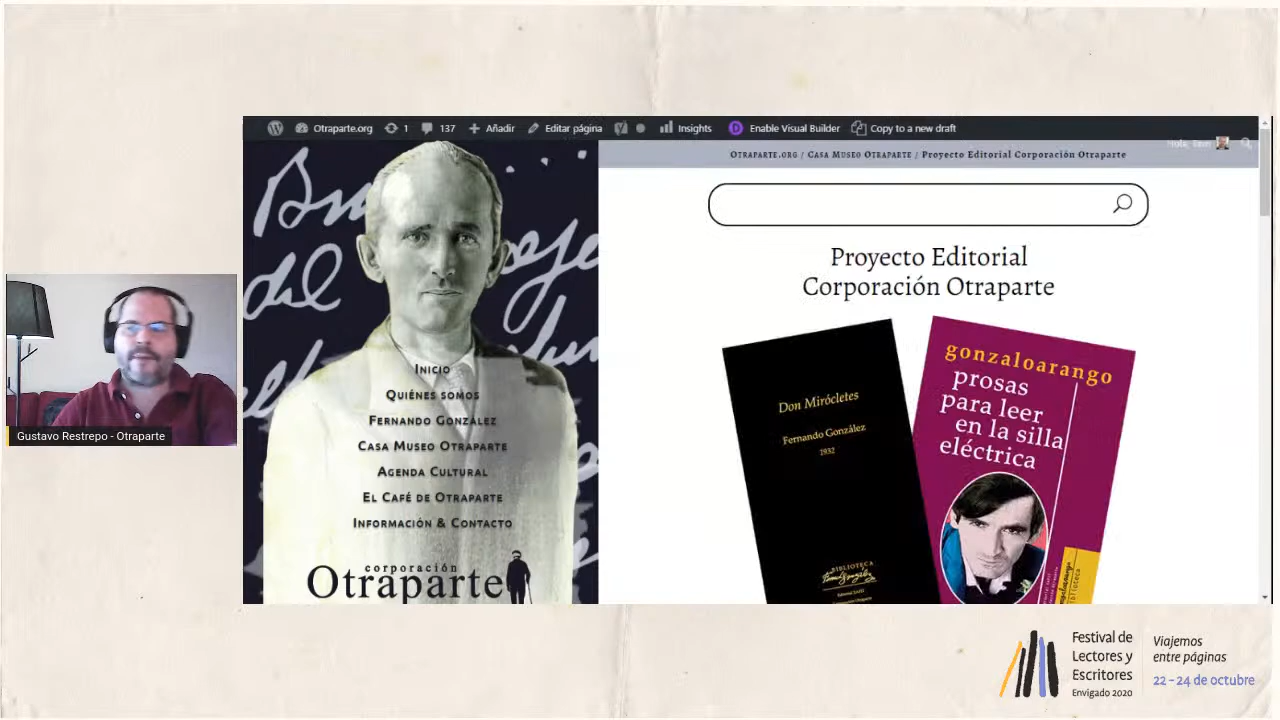 Otraparte.org
1
137
Añadir
Editar página
Insights
Enable Visual Builder
Copy to a new draft
Otraparte.org / Casa Museo Otraparte / Proyecto Editorial Corporación Otraparte
Proyecto Editorial
Corporación Otraparte
Inicio
Quiénes somos
Fernando González
Casa Museo Otraparte
Agenda Cultural
El Café de Otraparte
Información & Contacto
corporación
Otraparte
Don Mirócletes
Fernando González
1932
BIBLIOTECA
gonzaloarango
prosas
para leer
en la silla
eléctrica
biblioteca
Gustavo Restrepo - Otraparte
Festival de
Lectores y
Escritores
Envigado 2020
Viajemos
entre páginas
22 - 24 de octubre